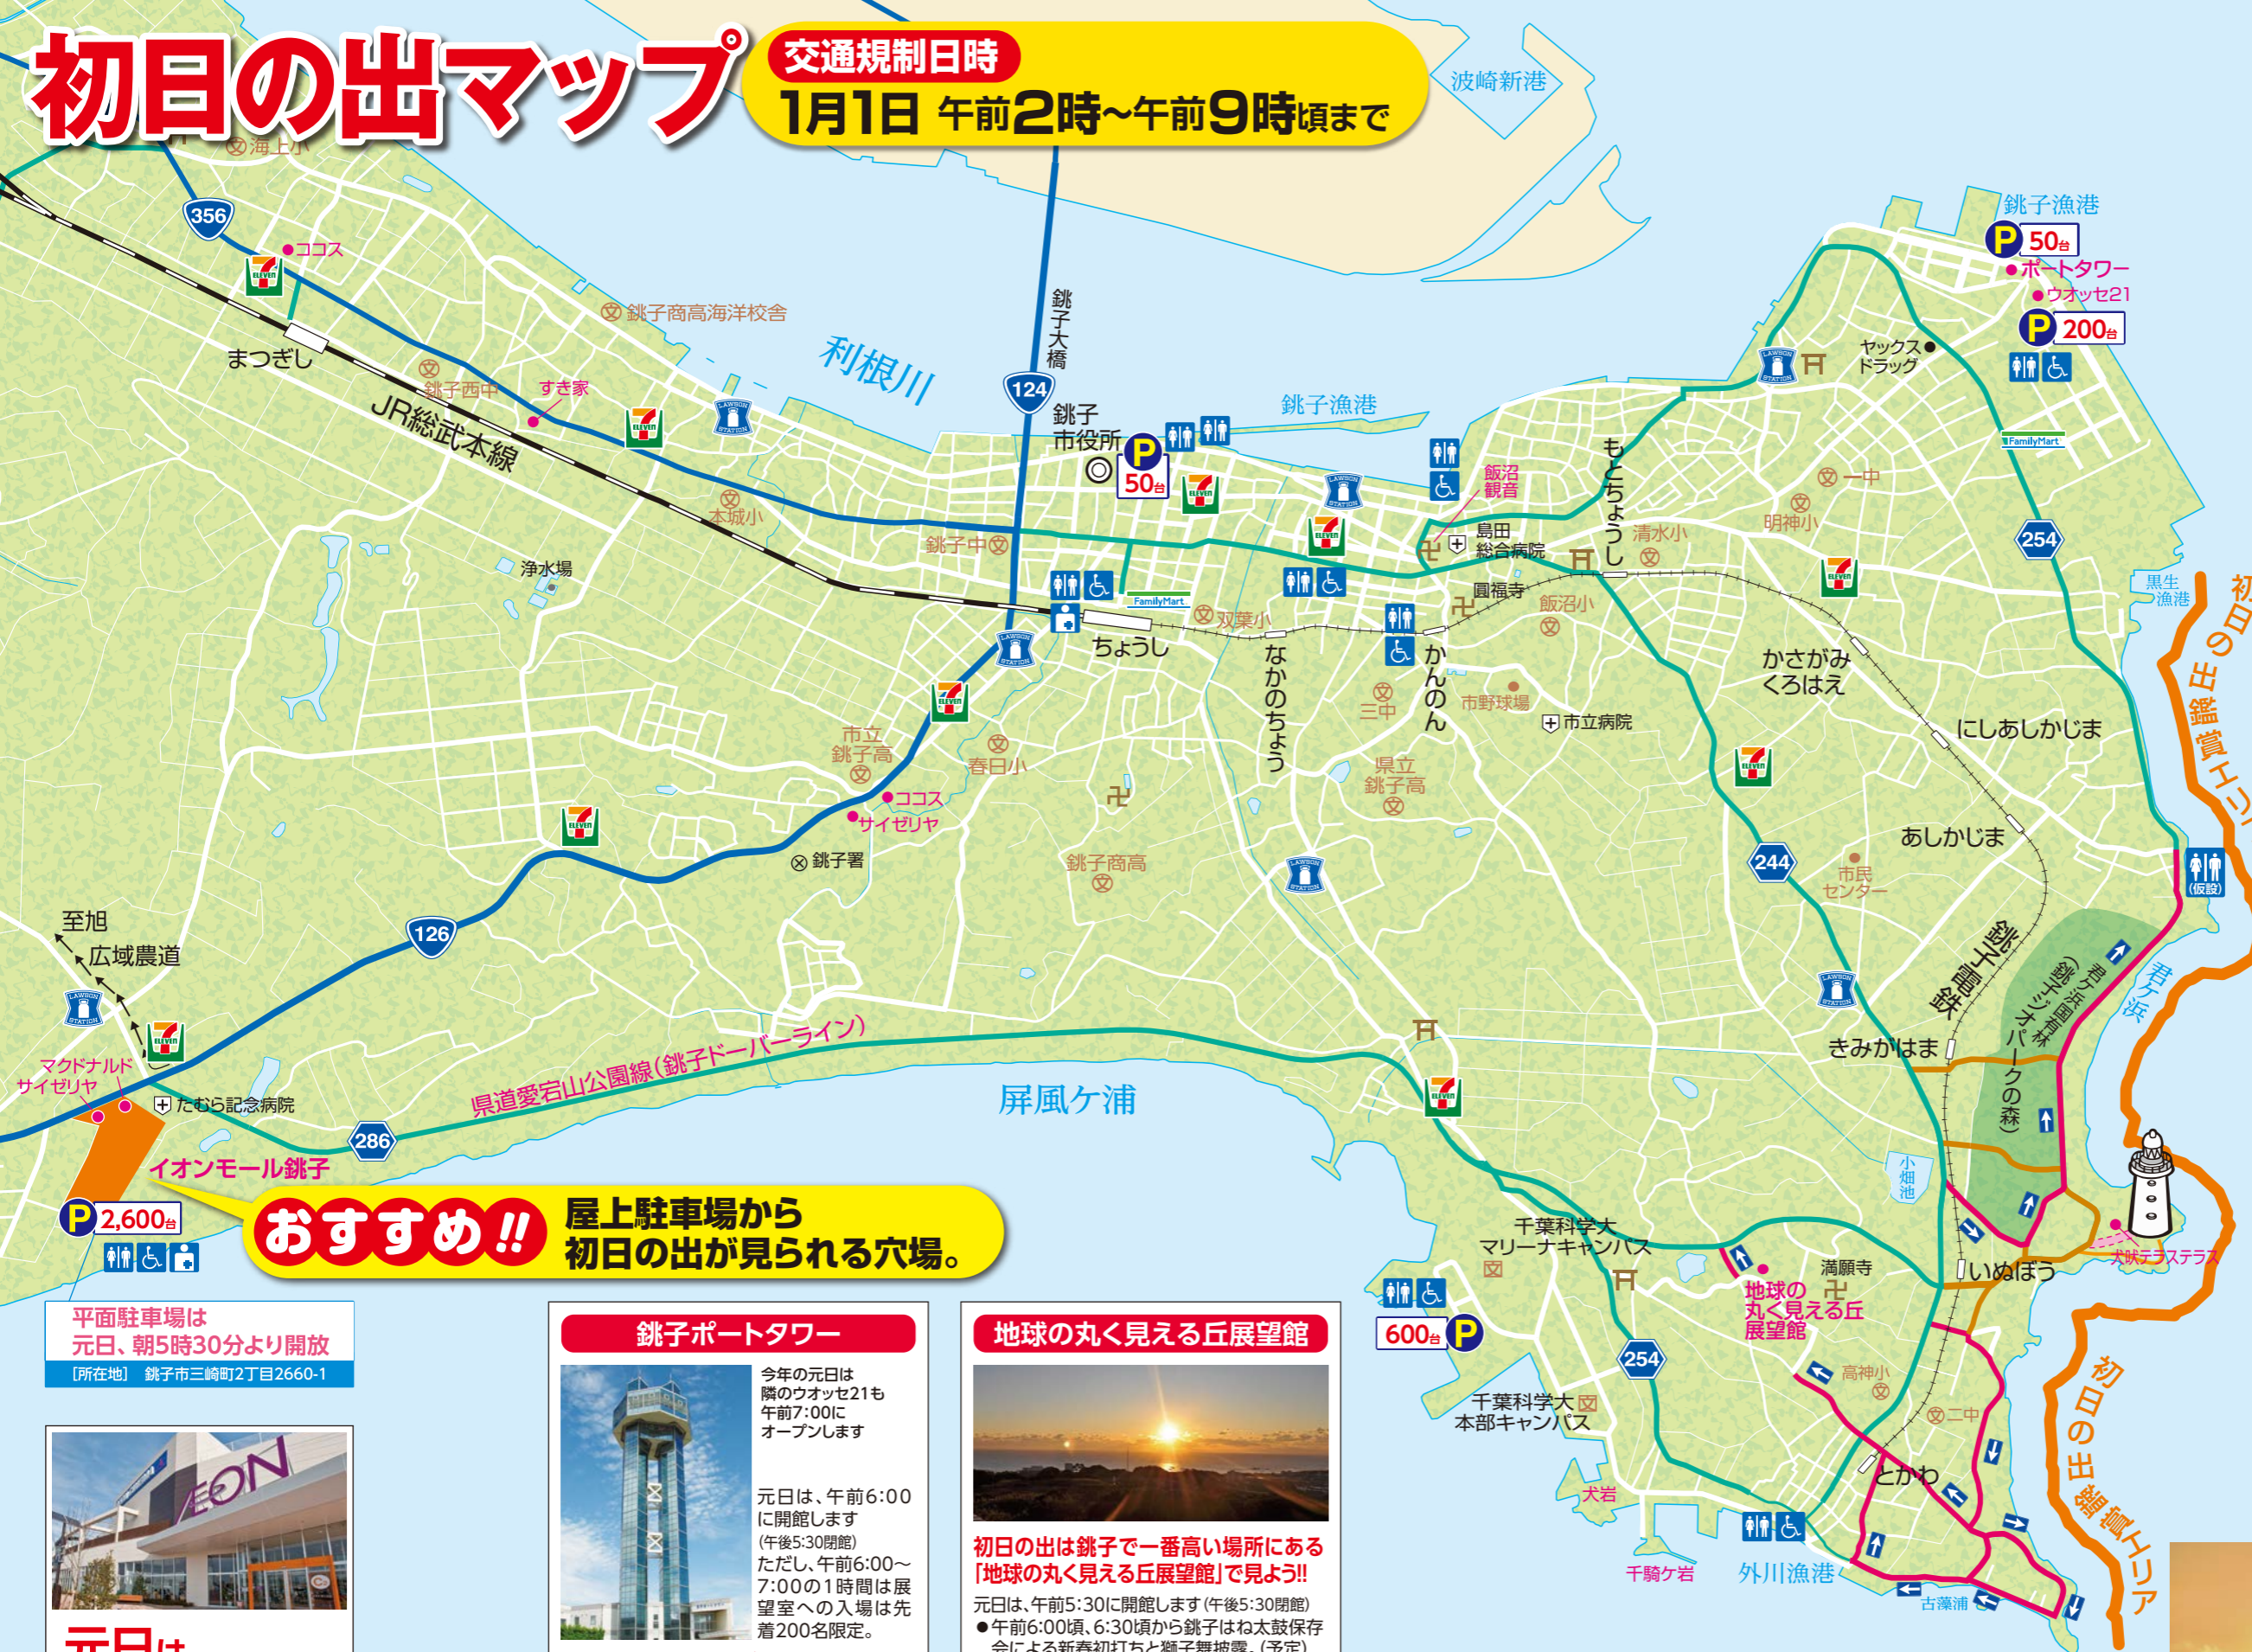 初日の出マップ
交通規制日時
1月1日 午前2時～午前9時頃まで
波崎新港
海上小
356
ココス
ELEVEN
まつぎし
銚子西中
すき家
JR総武本線
銚子商高海洋校舎
利根川
銚子大橋
124
銚子
市役所
P
50台
銚子漁港
LAWSON
STATION
本城小
浄水場
銚子中
FamilyMart
双葉小
ちょうし
なかのちょう
かんのん
飯沼
観音
島田
総合病院
圓福寺
飯沼小
もとちょうし
清水小
明神小
一中
ヤックス
ドラッグ
銚子漁港
P
50台
ポートタワー
ウオッセ21
P
200台
FamilyMart
254
黒生
漁港
初日の出鑑賞エリ
かさがみ
くろはえ
にしあしかじま
あしかじま
市民
センター
244
三中
市野球場
市立病院
県立
銚子高
市立
銚子高
春日小
ココス
サイゼリヤ
銚子署
銚子商高
126
至旭
広域農道
マクドナルド
サイゼリヤ
たむら記念病院
286
県道愛宕山公園線(銚子ドーバーライン)
屏風ケ浦
イオンモール銚子
P
2,600台
おすすめ!!
屋上駐車場から
初日の出が見られる穴場。
(仮設)
銚子電鉄
君ケ浜
君ケ浜国有林
(銚子ジオパークの森)
きみがはま
小畑池
犬吠テラステラス
いぬぼう
満願寺
地球の
丸く見える丘
展望館
千葉科学大
マリーナキャンパス
600台
P
254
千葉科学大
本部キャンパス
高神小
二中
とかわ
犬岩
千騎ケ岩
外川漁港
古藻浦
初日の出鑑賞エリア
平面駐車場は
元日、朝5時30分より開放
[所在地] 銚子市三崎町2丁目2660-1
ÆON
元日は
銚子ポートタワー
今年の元日は
隣のウオッセ21も
午前7:00に
オープンします
元日は、午前6:00
に開館します
(午後5:30閉館)
ただし、午前6:00～
7:00の1時間は展
望室への入場は先
着200名限定。
地球の丸く見える丘展望館
初日の出は銚子で一番高い場所にある
「地球の丸く見える丘展望館」で見よう!!
元日は、午前5:30に開館します(午後5:30閉館)
●午前6:00頃、6:30頃から銚子はね太鼓保存
会による新春初打ちと獅子舞披露。(予定)